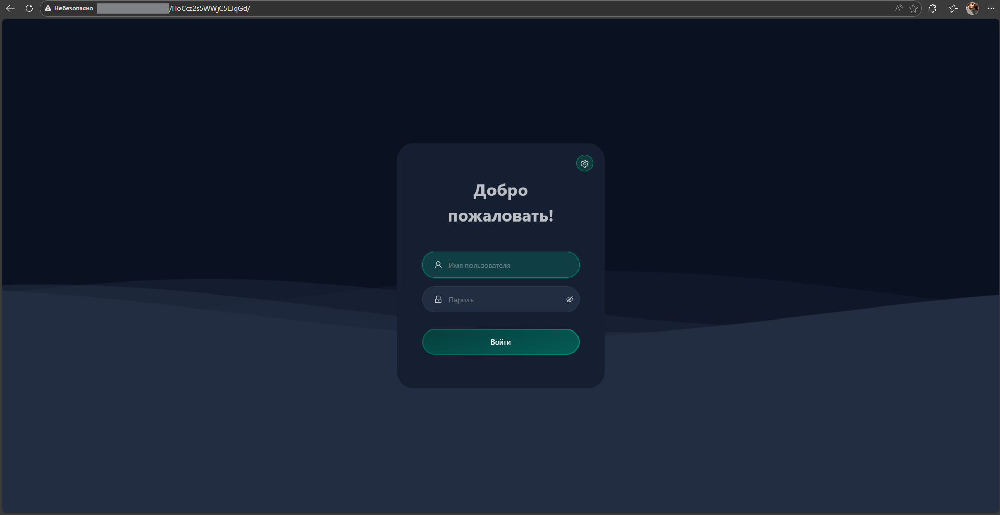 Небезопасно /HoCcz2s5WWjC5EJqGd/
Добро
пожаловать!
Имя пользователя
Пароль
Войти